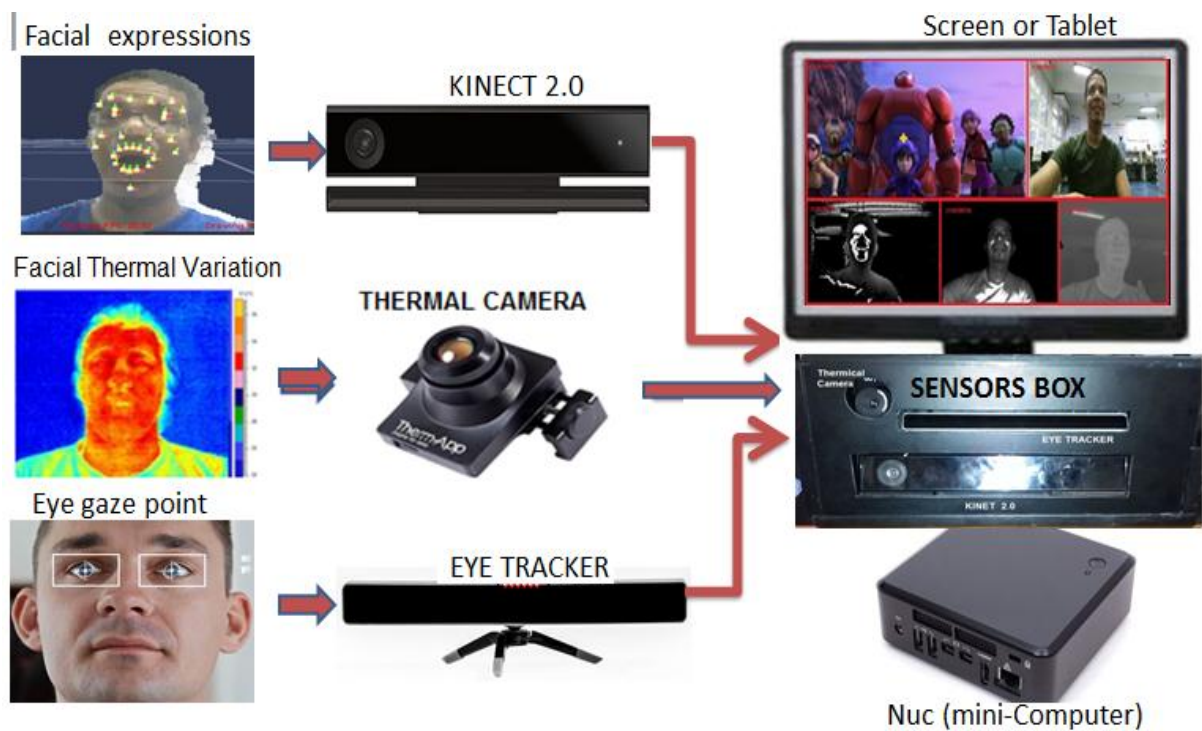 Facial expressions
KINECT 2.0
Screen or Tablet
Facial Thermal Variation
THERMAL CAMERA
Therm-App
Thermical
Camera
SENSORS BOX
EYE TRACKER
KINET 2.0
Eye gaze point
EYE TRACKER
Nuc (mini-Computer)